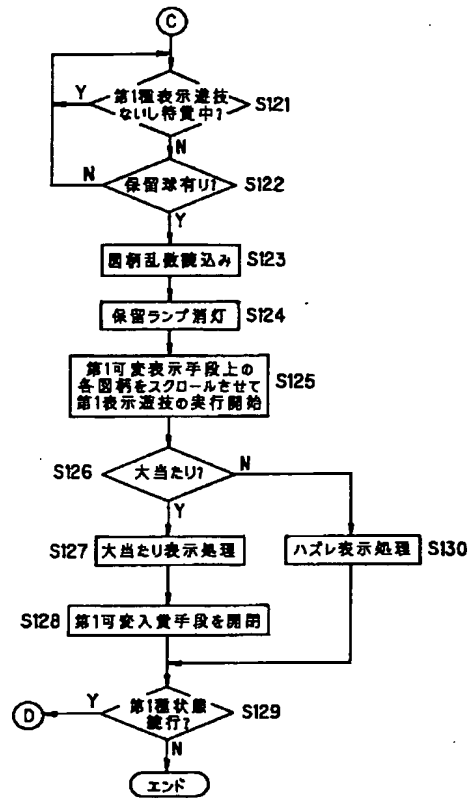 C
第1種表示遊技
ないし特賞中?
Y
S121
N
保留球有り?
N
S122
Y
図柄乱数読込み
S123
保留ランプ消灯
S124
第1可変表示手段上の
各図柄をスクロールさせて
第1表示遊技の実行開始
S125
S126
大当たり?
N
Y
S127
大当たり表示処理
ハズレ表示処理
S130
S128
第1可変入賞手段を開閉
D
Y
第1種状態
続行?
S129
N
エンド